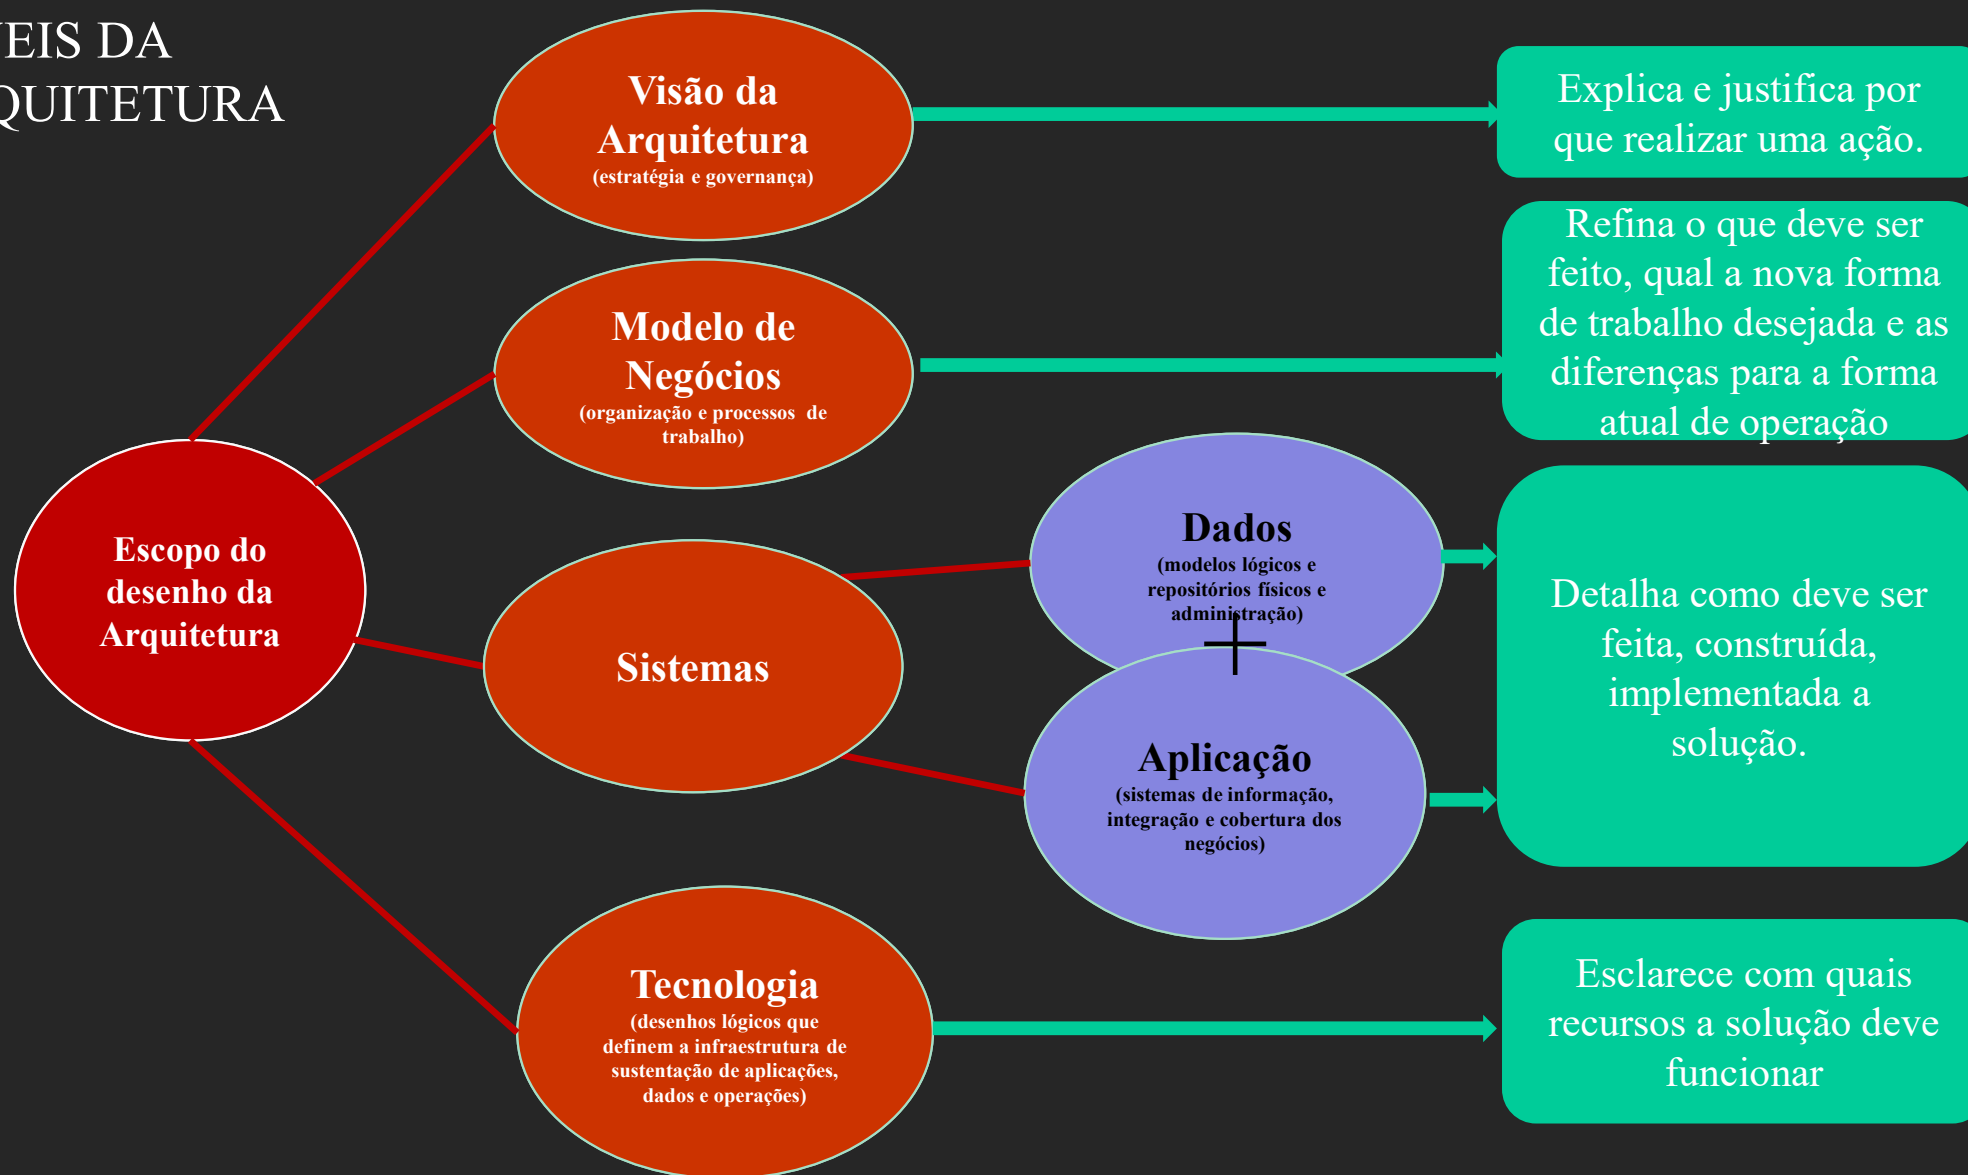 EIS DA
QUITETURA
Visão da
Arquitetura
(estratégia e governança)
Explica e justifica por
que realizar uma ação.
Modelo de
Negócios
(organização e processos de
trabalho)
Refina o que deve ser
feito, qual a nova forma
de trabalho desejada e as
diferenças para a forma
atual de operação
Escopo do
desenho da
Arquitetura
Sistemas
Dados
(modelos lógicos e
repositórios físicos e
administração)
+
Aplicação
(sistemas de informação,
integração e cobertura dos
negócios)
Detalha como deve ser
feita, construída,
implementada a
solução.
Tecnologia
(desenhos lógicos que
definem a infraestrutura de
sustentação de aplicações,
dados e operações)
Esclarece com quais
recursos a solução deve
funcionar